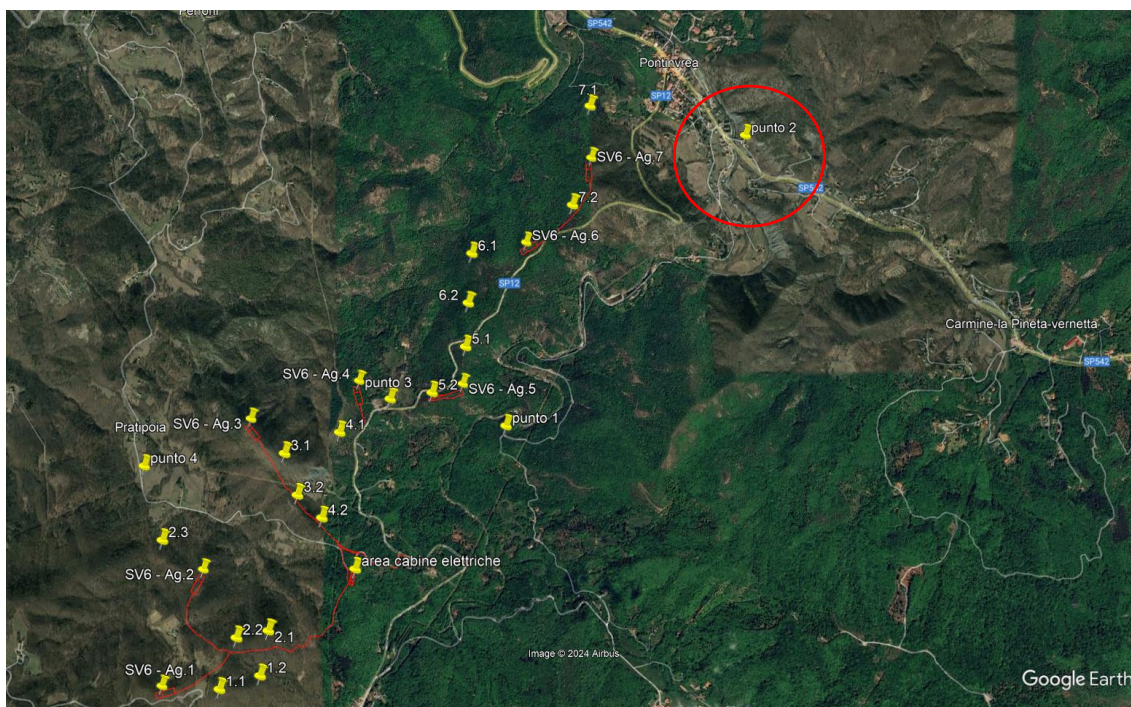 Perioni
SP542
Pontinvrea
7.1
SP12
punto 2
SV6 - Ag.7
SP542
7.2
SV6 - Ag.6
6.1
SP12
6.2
Carmine-la Pineta-vernetta
5.1
SP542
SV6 - Ag.4
punto 3
5.2
SV6 - Ag.5
SV6 - Ag.3
punto 1
Pratipoia
4.1
3.1
punto 4
3.2
4.2
2.3
area cabine elettriche
SV6 - Ag.2
2.2
2.1
Image © 2024 Airbus
SV6 - Ag.1
1.2
1.1
Google Earth